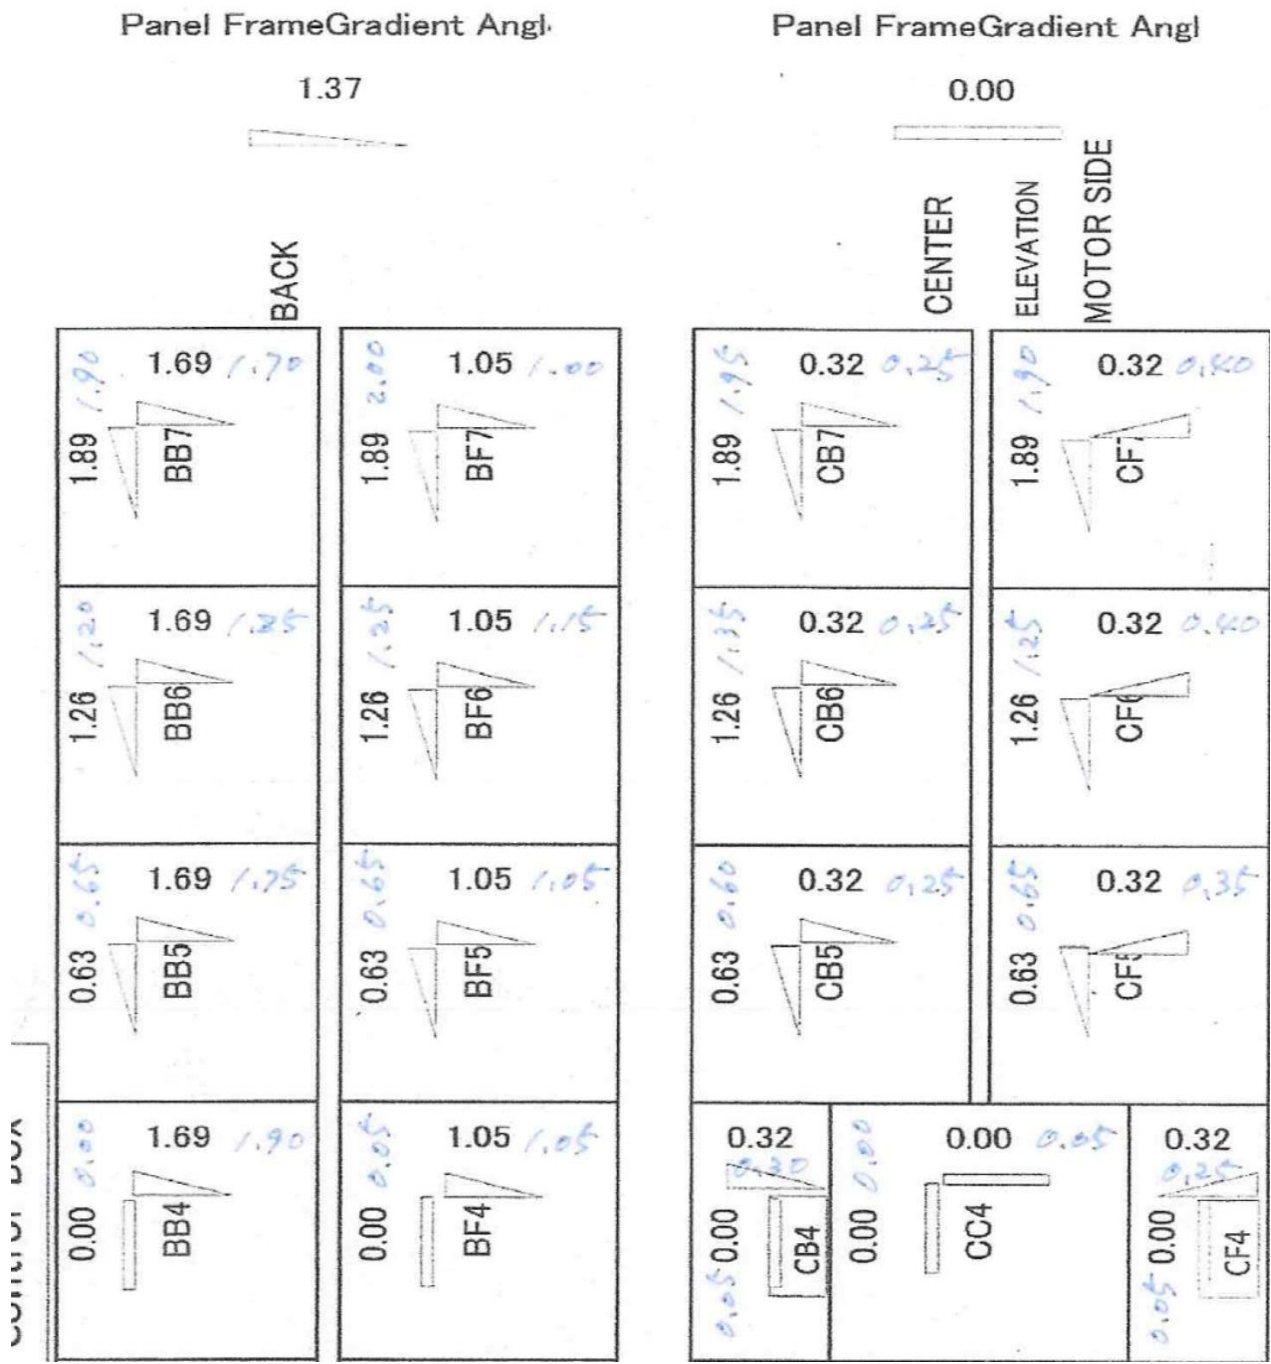 Panel FrameGradient Angl
Panel FrameGradient Angl
1.37
0.00
BACK
CENTER
ELEVATION
MOTOR SIDE
1.89 1.90
1.69 1.70
BB7
1.89 2.00
1.05 1.00
BF7
1.89 1.95
0.32 0.25
CB7
1.89 1.90
0.32 0.40
CF7
1.26 1.20
1.69
BB6
1.26 1.25
1.05 1.15
BF6
1.26 1.35
0.32 0.25
CB6
1.26 1.25
0.32 0.40
CF6
0.63 0.65
1.69 1.75
BB5
0.63 0.65
1.05 1.05
BF5
0.63 0.60
0.32 0.25
CB5
0.63 0.65
0.32 0.35
CF5
0.00 0.00
1.69 1.90
BB4
0.00 0.05
1.05 1.05
BF4
0.05 0.00
0.32
0.30
CB4
0.00 0.00
0.00 0.05
CC4
0.05 0.00
0.32
0.25
CF4